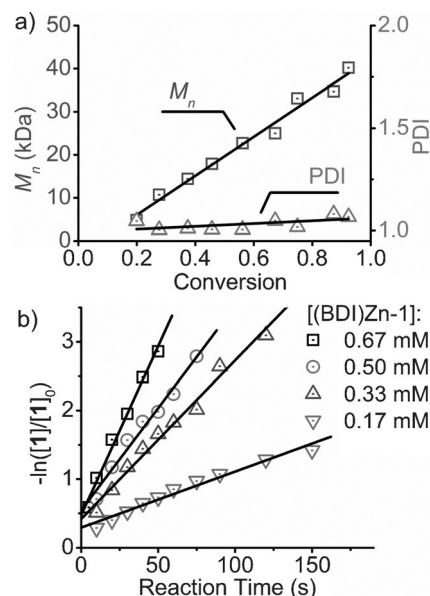 a)
50
40
30
20
10
0
Mn (kDa)
2.0
1.5
1.0
PDI
Mn
PDI
0.0 0.2 0.4 0.6 0.8 1.0
Conversion
b)
3
2
1
0
-ln([1]/[1]0)
[(BDI)Zn-1]:
0.67 mM
0.50 mM
0.33 mM
0.17 mM
0 50 100 150
Reaction Time (s)